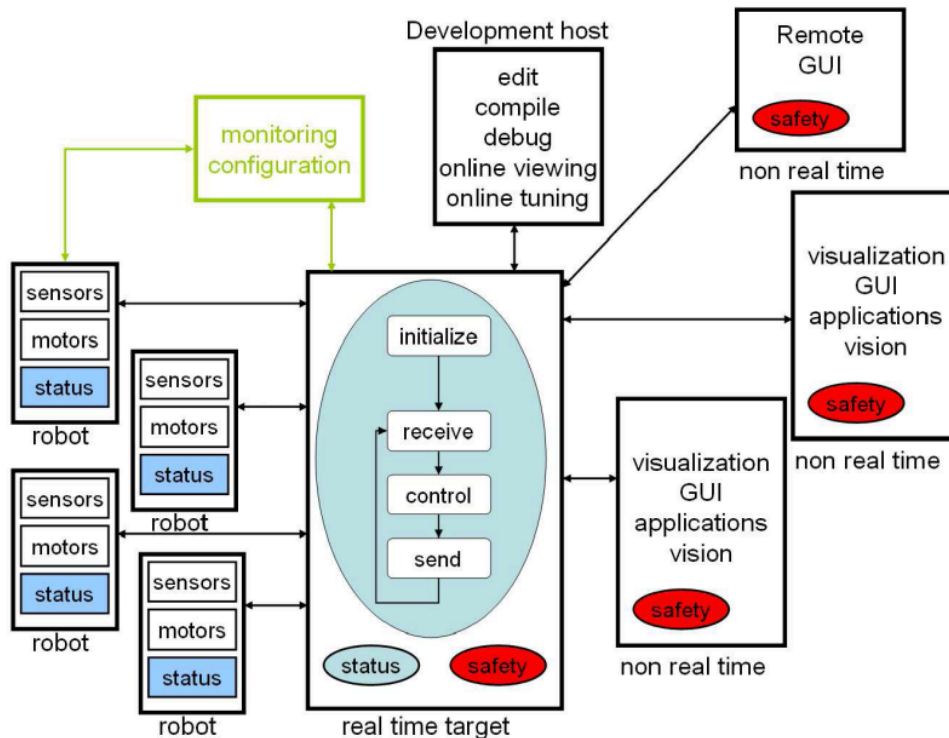 Development host
edit
compile
debug
online viewing
online tuning
Remote
GUI
safety
non real time
monitoring
configuration
visualization
GUI
applications
vision
safety
non real time
sensors
motors
status
robot
sensors
motors
status
robot
sensors
motors
status
robot
sensors
motors
status
robot
initialize
receive
control
send
status
safety
real time target
visualization
GUI
applications
vision
safety
non real time